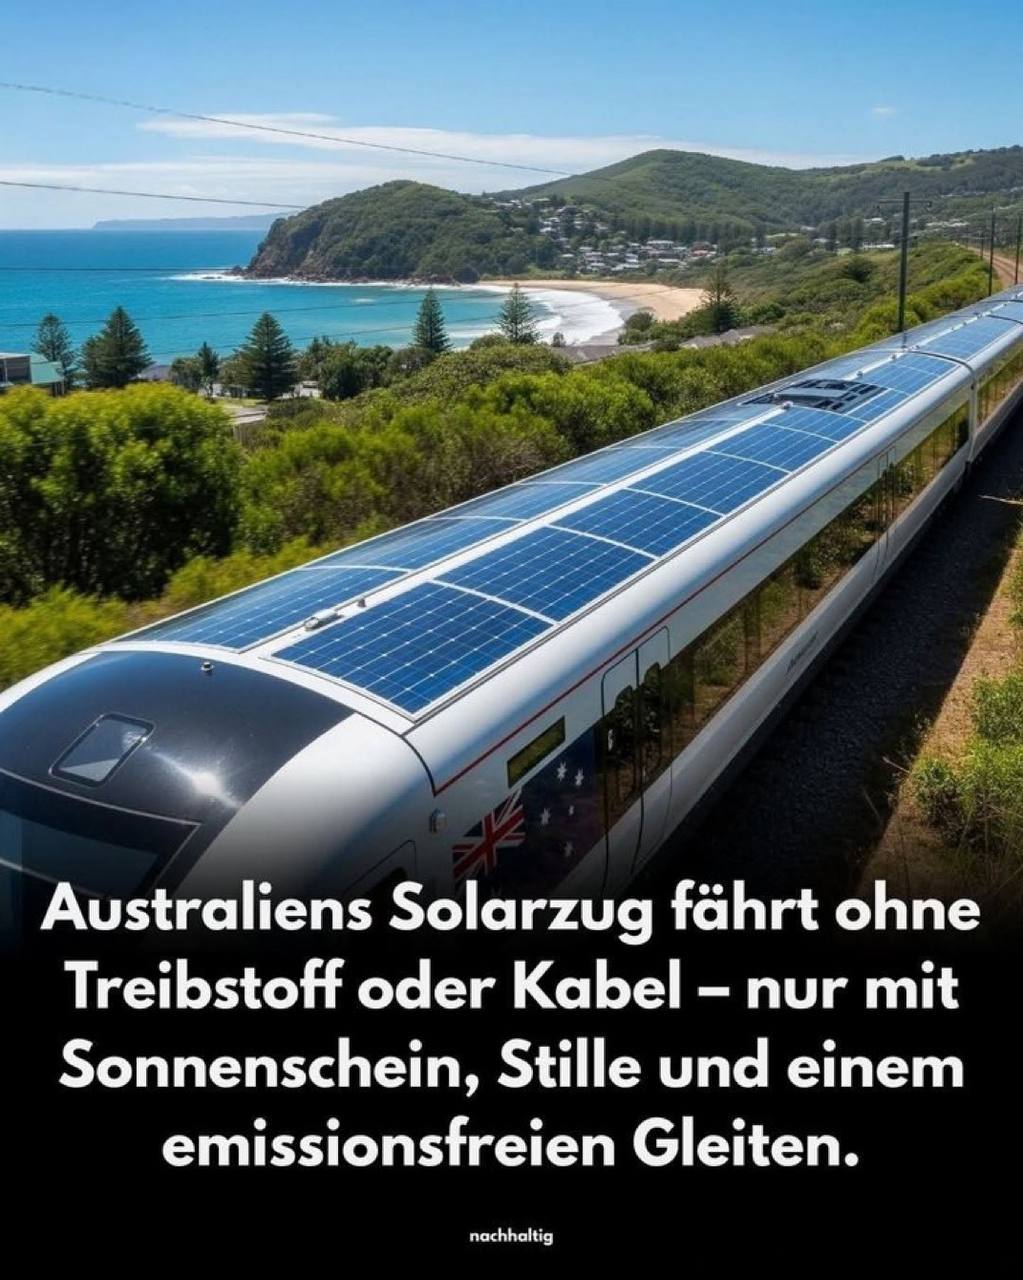 Australiens Solarzug fährt ohne
Treibstoff oder Kabel – nur mit
Sonnenschein, Stille und einem
emissionsfreien Gleiten.
nachhaltig